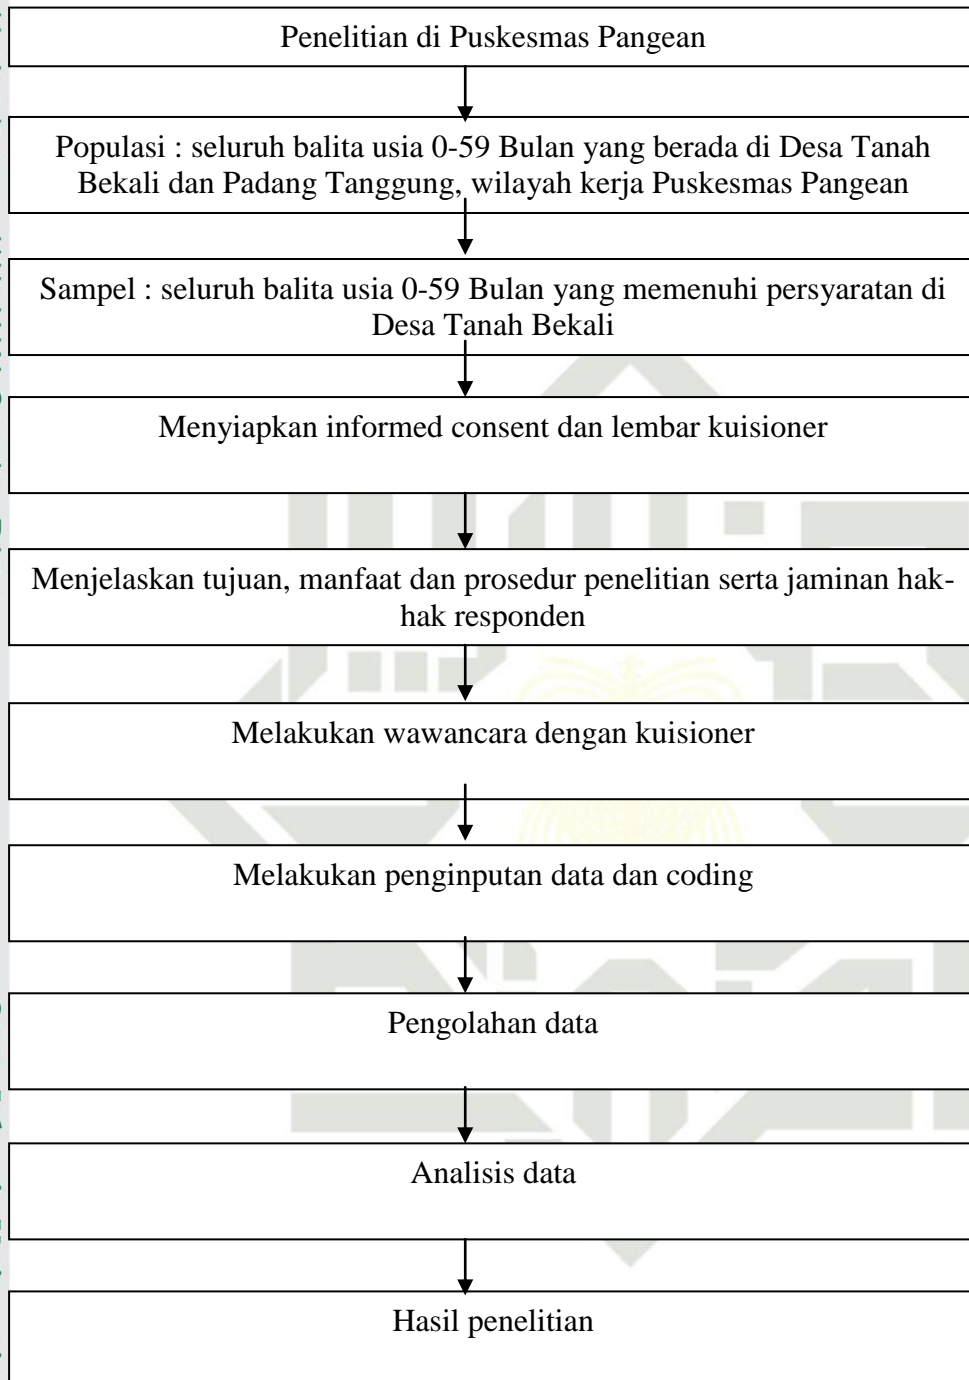 Penelitian di Puskesmas Pangean
Populasi : seluruh balita usia 0-59 Bulan yang berada di Desa Tanah
Bekali dan Padang Tanggung, wilayah kerja Puskesmas Pangean
Sampel : seluruh balita usia 0-59 Bulan yang memenuhi persyaratan di
Desa Tanah Bekali
Menyiapkan informed consent dan lembar kuisioner
Menjelaskan tujuan, manfaat dan prosedur penelitian serta jaminan hak-
hak responden
Melakukan wawancara dengan kuisioner
Melakukan penginputan data dan coding
Pengolahan data
Analisis data
Hasil penelitian